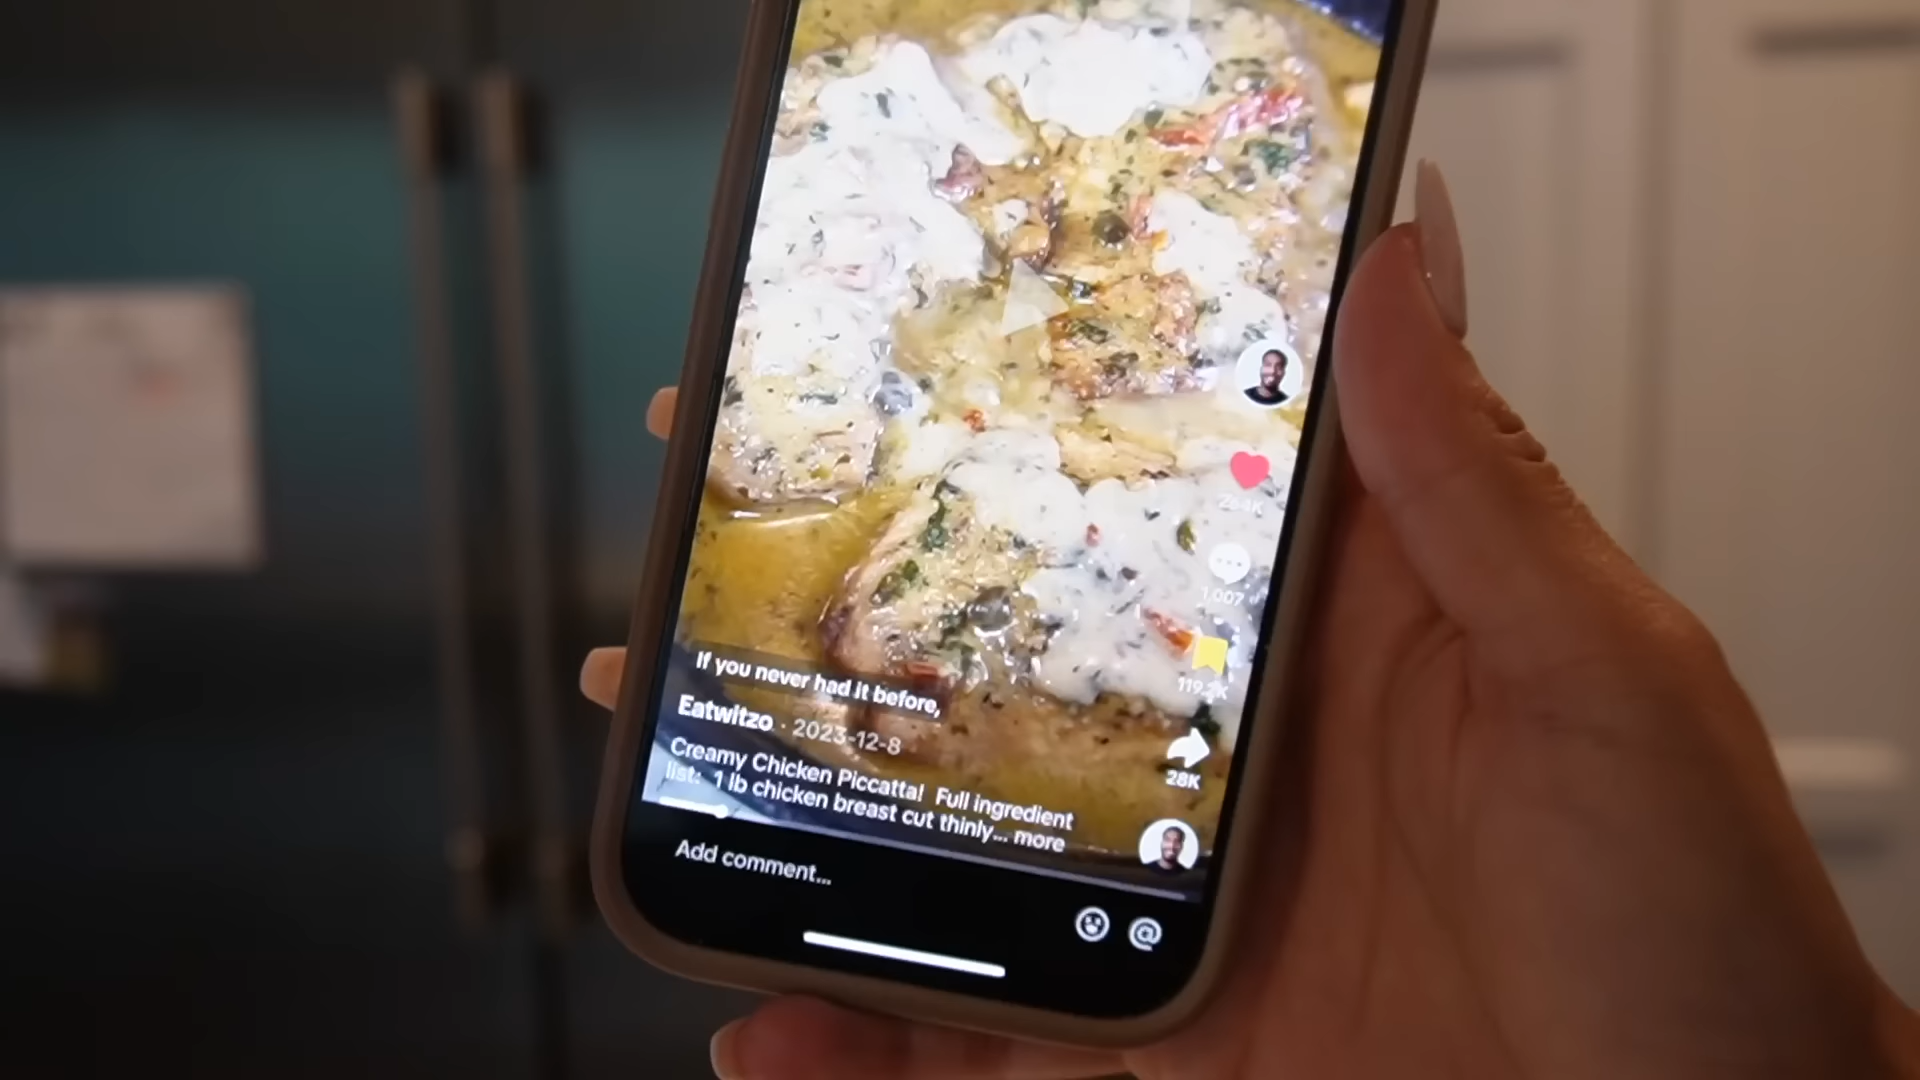 1,007
119.2K
If you never had it before,
Eatwitzo · 2023-12-8
28K
Creamy Chicken Piccatta! Full ingredient
list: 1 lb chicken breast cut thinly... more
Add comment...
@